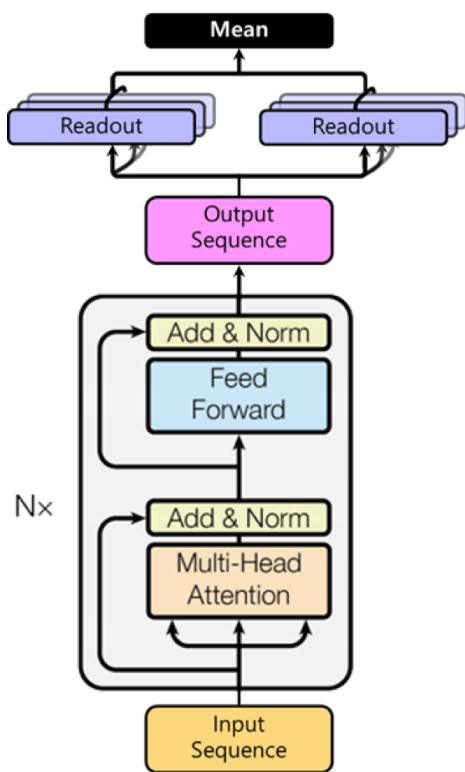 Mean
Readout
Readout
Output
Sequence
Add & Norm
Feed
Forward
N×
Add & Norm
Multi-Head
Attention
Input
Sequence